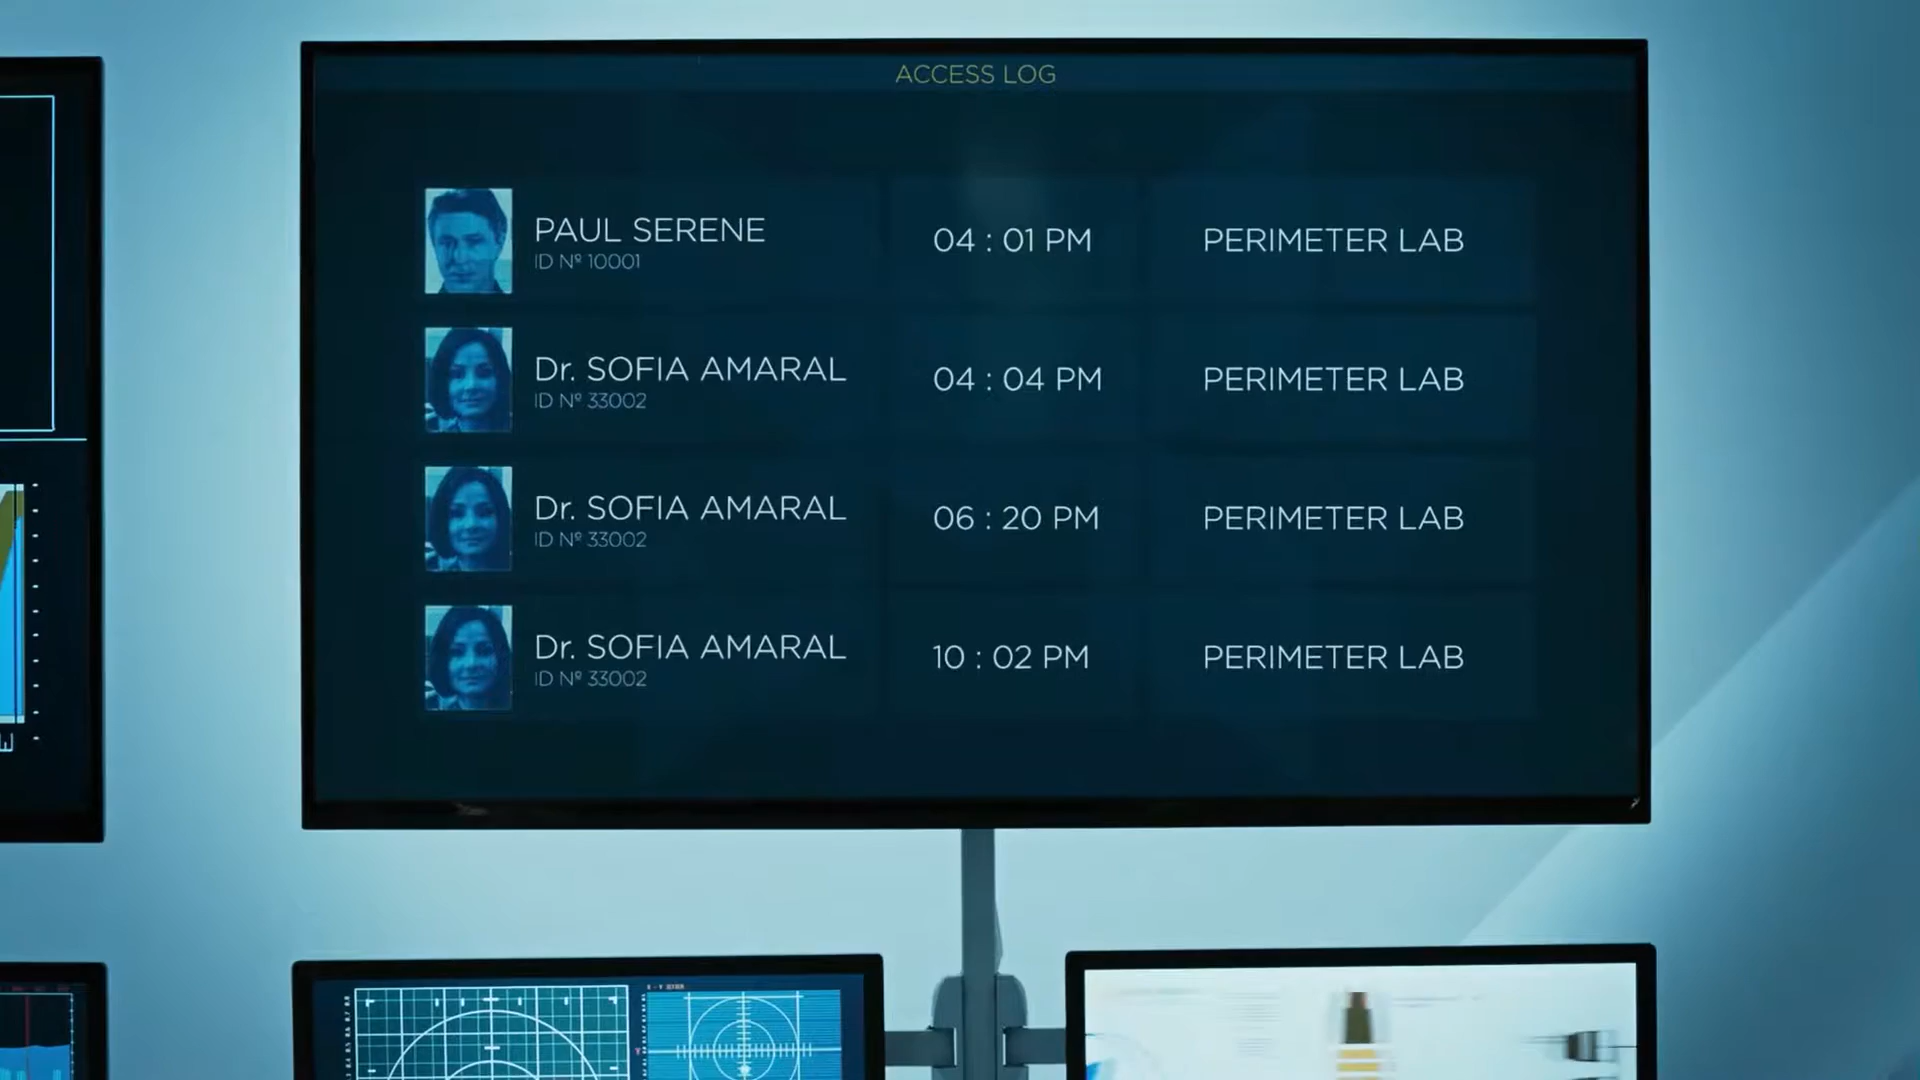 ACCESS LOG
PAUL SERENE
ID Nº 10001
04 : 01 PM
PERIMETER LAB
Dr. SOFIA AMARAL
ID Nº 33002
04 : 04 PM
PERIMETER LAB
Dr. SOFIA AMARAL
ID Nº 33002
06 : 20 PM
PERIMETER LAB
Dr. SOFIA AMARAL
ID Nº 33002
10 : 02 PM
PERIMETER LAB